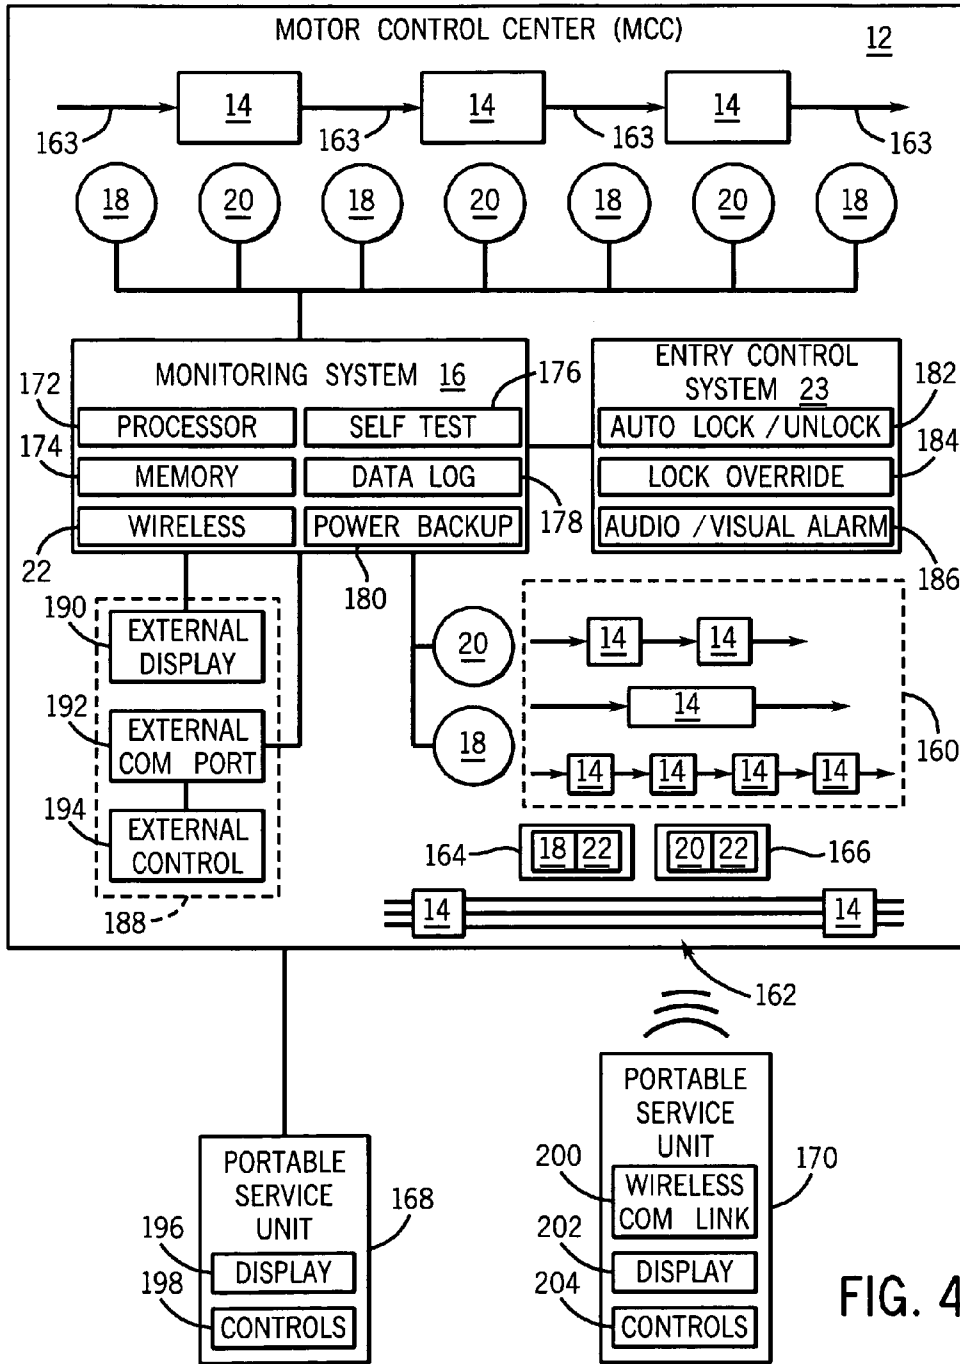 MOTOR CONTROL CENTER (MCC)
12
14 14 14
163 163 163 163
18 20 18 20 18 20 18
MONITORING SYSTEM 16
172
PROCESSOR
174
MEMORY
22
WIRELESS
176
SELF TEST
DATA LOG
178
POWER BACKUP
180
ENTRY CONTROL
SYSTEM 23
182
AUTO LOCK / UNLOCK
184
LOCK OVERRIDE
AUDIO / VISUAL ALARM
186
190
EXTERNAL
DISPLAY
192
EXTERNAL
COM PORT
194
EXTERNAL
CONTROL
188
20
18
14 14
14
14 14 14 14
160
164
18 22
20 22
166
14 14
162
PORTABLE
SERVICE
UNIT
168
196
DISPLAY
198
CONTROLS
PORTABLE
SERVICE
UNIT
170
200
WIRELESS
COM LINK
202
DISPLAY
204
CONTROLS
FIG. 4